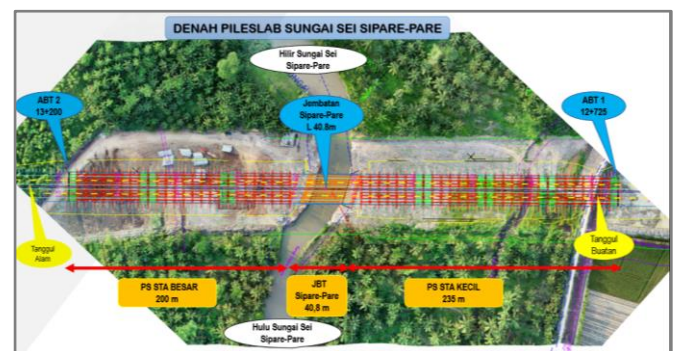 DENAH PILESLAB SUNGAI SEI SIPARE-PARE
Hilir Sungai Sei
Sipare-Pare
ABT 2
13+200
Jembatan
Sipare-Pare
L 40.8m
ABT 1
12+725
Tanggul
Alam
Tanggul
Buatan
PS STA BESAR
200 m
JBT
Sipare-Pare
40,8 m
PS STA KECIL
235 m
Hulu Sungai Sei
Sipare-Pare